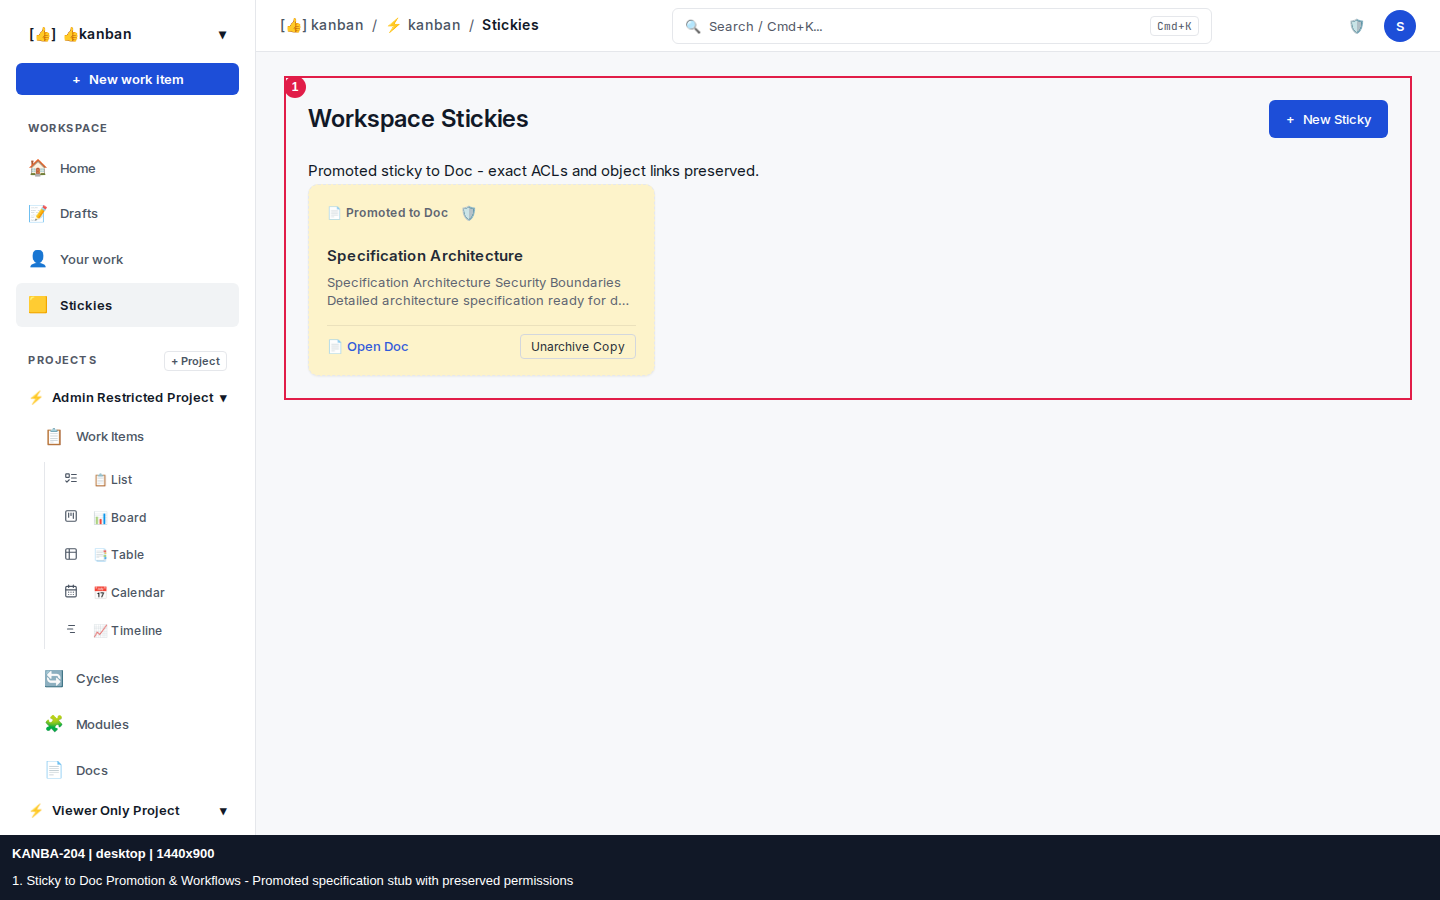 [👍] 👍kanban ▼
+ New work item
WORKSPACE
🏠 Home
📝 Drafts
👤 Your work
🟨 Stickies
PROJECTS
+ Project
⚡ Admin Restricted Project ▼
📋 Work Items
📋 List
📊 Board
📑 Table
📅 Calendar
📈 Timeline
🔄 Cycles
🧩 Modules
📄 Docs
⚡ Viewer Only Project ▼
[👍] kanban / ⚡ kanban / Stickies
🔍 Search / Cmd+K...
Cmd+K
🛡️
S
1
Workspace Stickies
+ New Sticky
Promoted sticky to Doc - exact ACLs and object links preserved.
📄 Promoted to Doc 🛡️
Specification Architecture
Specification Architecture Security Boundaries
Detailed architecture specification ready for d...
📄 Open Doc
Unarchive Copy
KANBA-204 | desktop | 1440x900
1. Sticky to Doc Promotion & Workflows - Promoted specification stub with preserved permissions